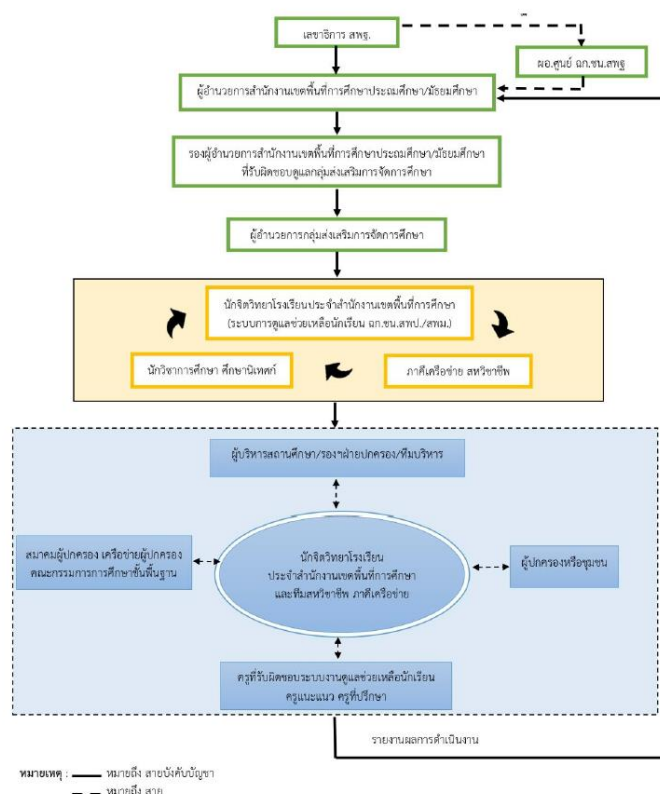 เลขาธิการ สพฐ.
ผอ.ศูนย์ ฉก.ชน.สพฐ
ผู้อำนวยการสำนักงานเขตพื้นที่การศึกษาประถมศึกษา/มัธยมศึกษา
รองผู้อำนวยการสำนักงานเขตพื้นที่การศึกษาประถมศึกษา/มัธยมศึกษา
ที่รับผิดชอบดูแลกลุ่มส่งเสริมการจัดการศึกษา
ผู้อำนวยการกลุ่มส่งเสริมการจัดการศึกษา
นักจิตวิทยาโรงเรียนประจำสำนักงานเขตพื้นที่การศึกษา
(ระบบการดูแลช่วยเหลือนักเรียน ฉก.ชน.สพป./สพม.)
นักวิชาการศึกษา ศึกษานิเทศก์
ภาคีเครือข่าย สหวิชาชีพ
ผู้บริหารสถานศึกษา/รองฯฝ่ายปกครอง/ทีมบริหาร
สมาคมผู้ปกครอง เครือข่ายผู้ปกครอง
คณะกรรมการการศึกษาขั้นพื้นฐาน
นักจิตวิทยาโรงเรียน
ประจำสำนักงานเขตพื้นที่การศึกษา
และทีมสหวิชาชีพ ภาคีเครือข่าย
ผู้ปกครองหรือชุมชน
ครูที่รับผิดชอบระบบงานดูแลช่วยเหลือนักเรียน
ครูแนะแนว ครูที่ปรึกษา
รายงานผลการดำเนินงาน
หมายเหตุ : หมายถึง สายบังคับบัญชา
หมายถึง สาย